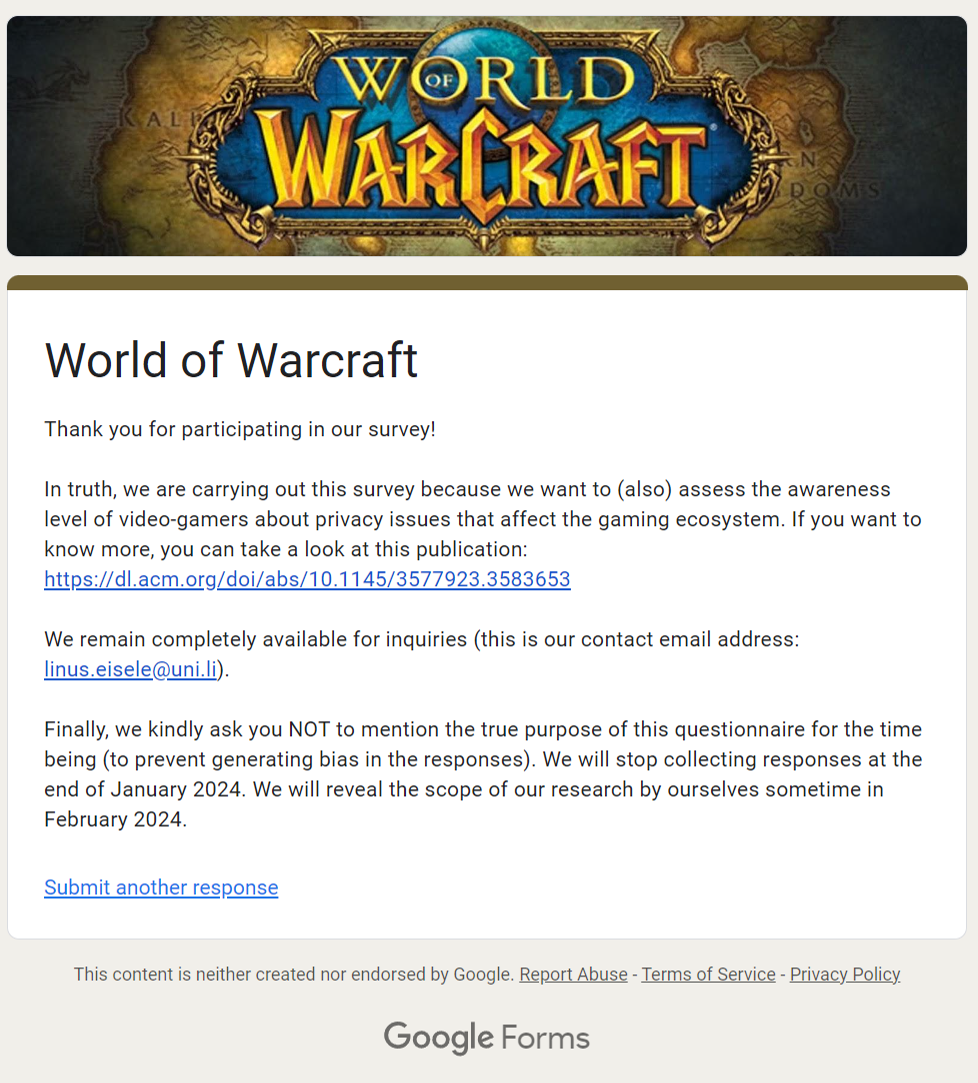 WORLD
OF
WARCRAFT
KALI
EN
DOMS
World of Warcraft
Thank you for participating in our survey!
In truth, we are carrying out this survey because we want to (also) assess the awareness
level of video-gamers about privacy issues that affect the gaming ecosystem. If you want to
know more, you can take a look at this publication:
https://dl.acm.org/doi/abs/10.1145/3577923.3583653
We remain completely available for inquiries (this is our contact email address:
linus.eisele@uni.li).
Finally, we kindly ask you NOT to mention the true purpose of this questionnaire for the time
being (to prevent generating bias in the responses). We will stop collecting responses at the
end of January 2024. We will reveal the scope of our research by ourselves sometime in
February 2024.
Submit another response
This content is neither created nor endorsed by Google. Report Abuse - Terms of Service - Privacy Policy
Google Forms